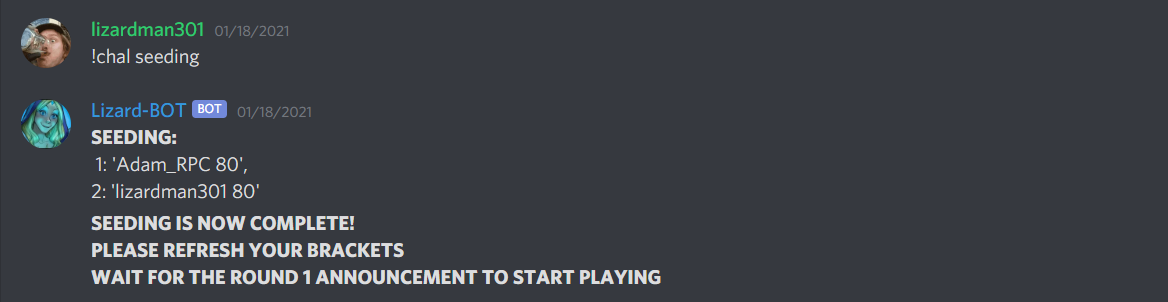 lizardman301 01/18/2021
!chal seeding
Lizard-BOT BOT 01/18/2021
SEEDING:
1: 'Adam_RPC 80',
2: 'lizardman301 80'
SEEDING IS NOW COMPLETE!
PLEASE REFRESH YOUR BRACKETS
WAIT FOR THE ROUND 1 ANNOUNCEMENT TO START PLAYING